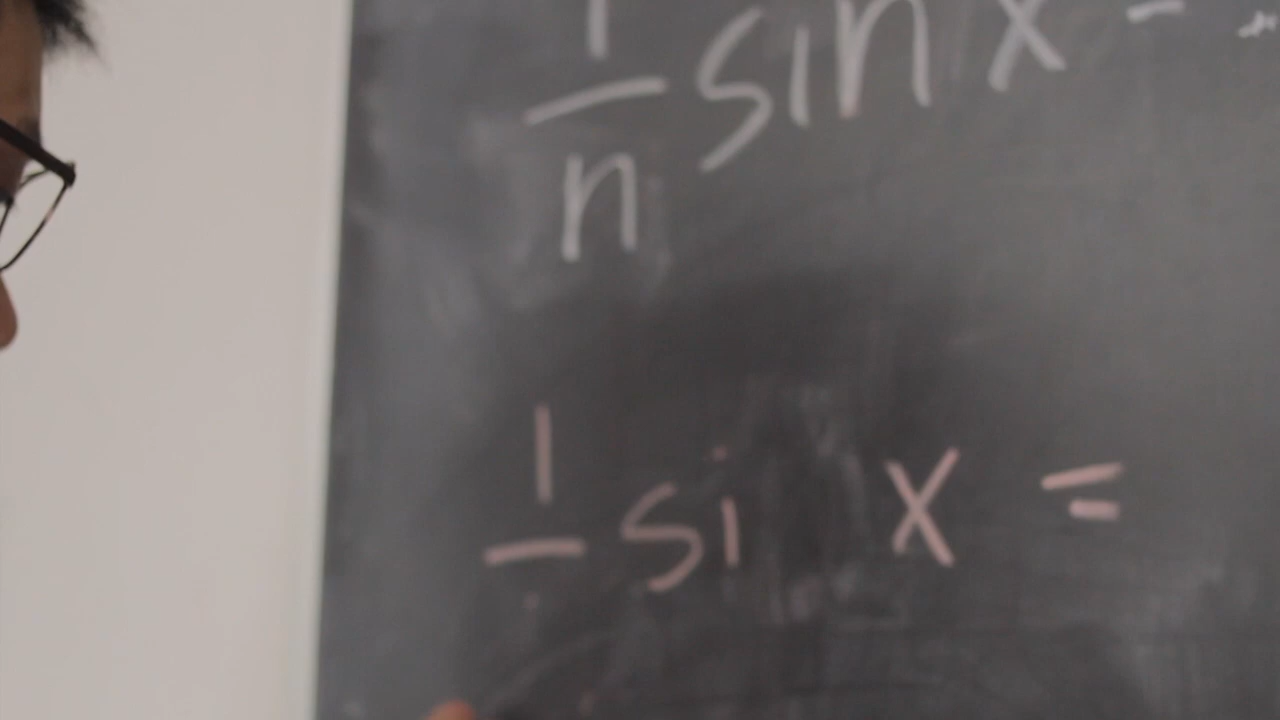 1/n sin x =
1/ si x =